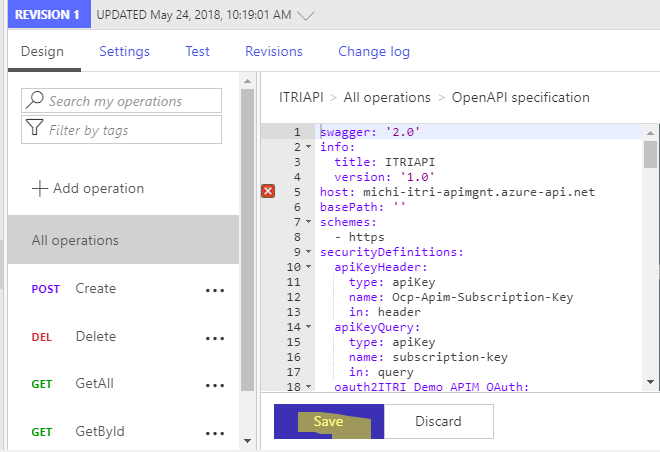 REVISION 1 UPDATED May 24, 2018, 10:19:01 AM
Design Settings Test Revisions Change log
Search my operations
Filter by tags
+ Add operation
All operations
POST Create ...
DEL Delete ...
GET GetAll ...
GET GetById ...
ITRIAPI > All operations > OpenAPI specification
1 swagger: '2.0'
2 info:
3 title: ITRIAPI
4 version: '1.0'
5 host: michi-itri-apimgnt.azure-api.net
6 basePath: ''
7 schemes:
8 - https
9 securityDefinitions:
10 apiKeyHeader:
11 type: apiKey
12 name: Ocp-Apim-Subscription-Key
13 in: header
14 apiKeyQuery:
15 type: apiKey
16 name: subscription-key
17 in: query
18 oauth2ITRI Demo APIM OAuth:
Save Discard